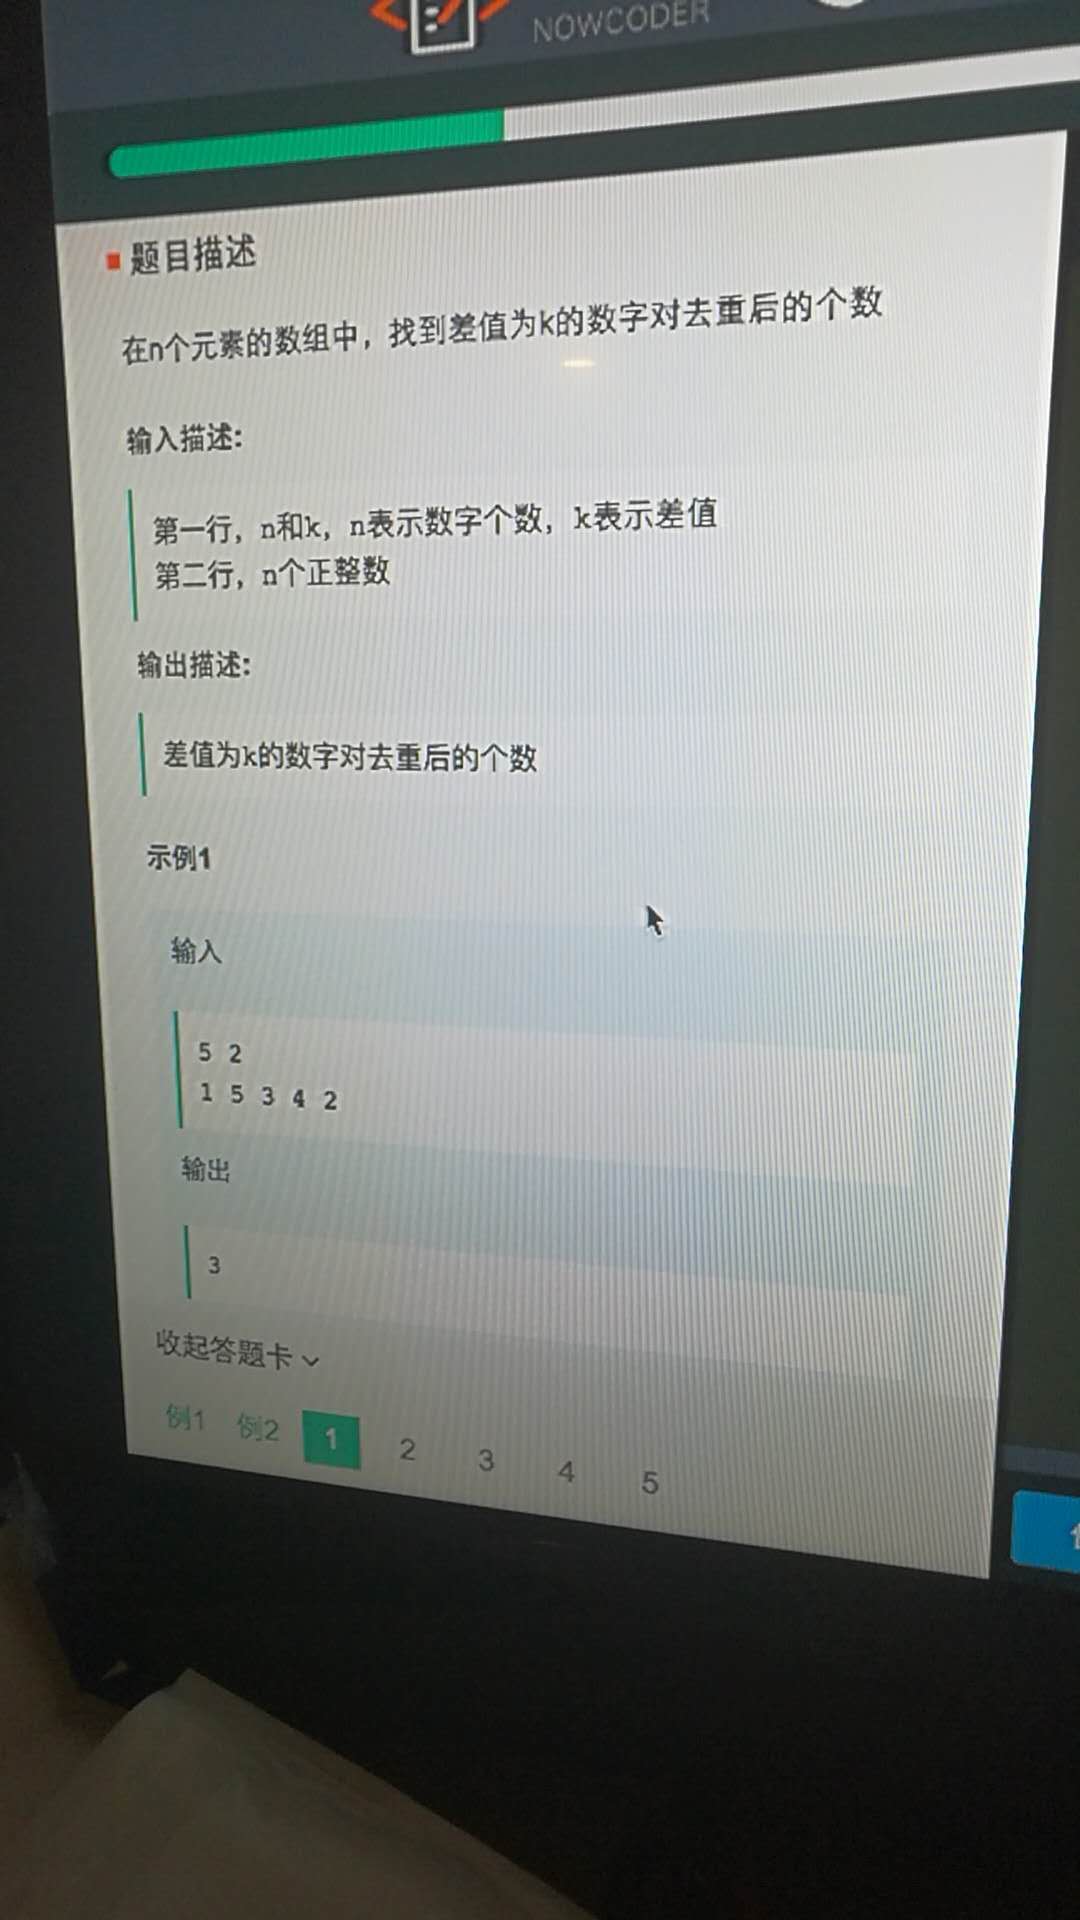 NOWCODER
题目描述
在n个元素的数组中，找到差值为k的数字对去重后的个数
输入描述:
第一行，n和k，n表示数字个数，k表示差值
第二行，n个正整数
输出描述:
差值为k的数字对去重后的个数
示例1
输入
5 2
1 5 3 4 2
输出
3
收起答题卡
例1 例2 1 2 3 4 5